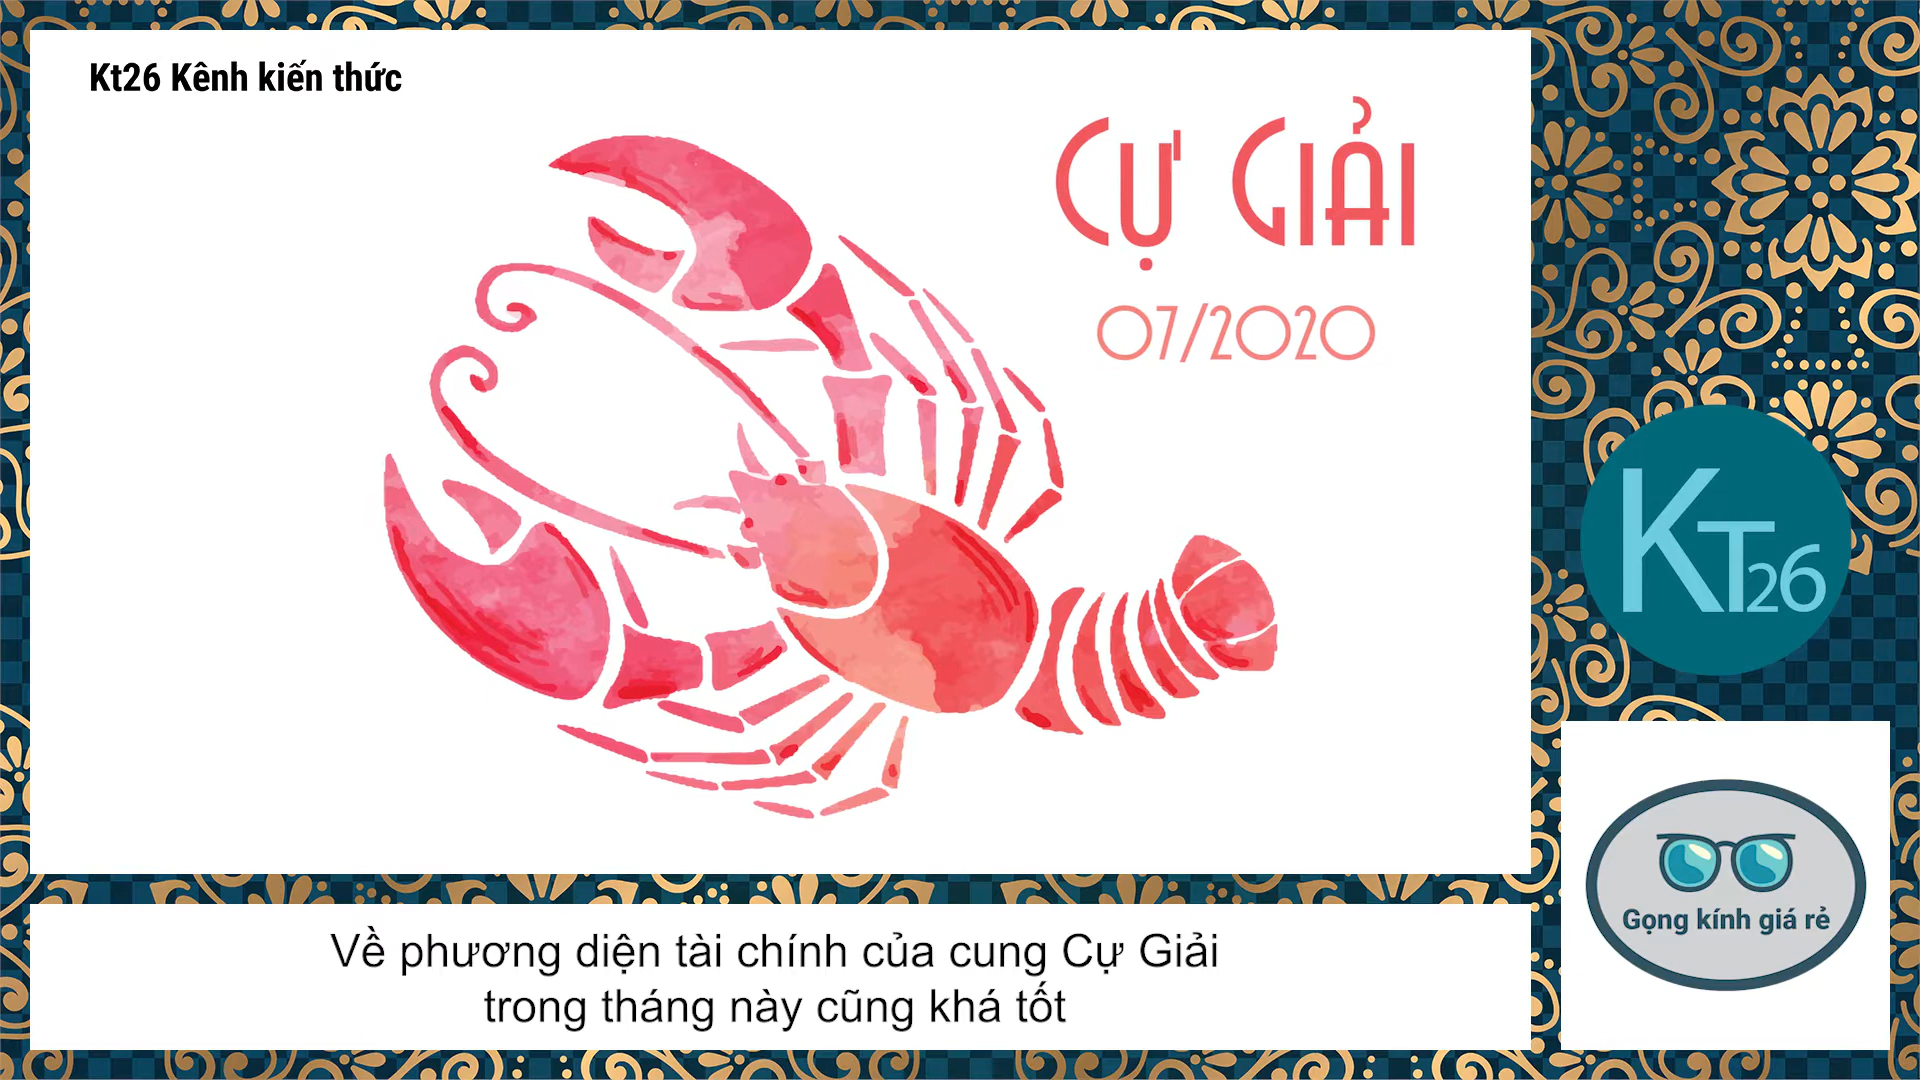 Kt26 Kênh kiến thức
CỰ GIẢI
07/2020
KT26
Gọng kính giá rẻ
Về phương diện tài chính của cung Cự Giải
trong tháng này cũng khá tốt